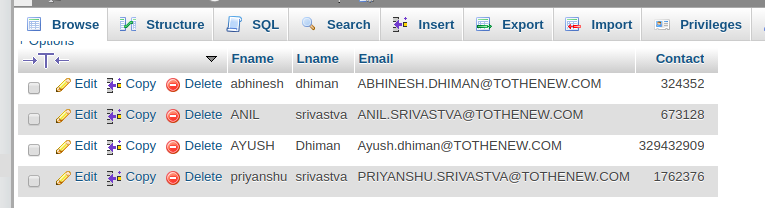 Browse Structure SQL Search Insert Export Import Privileges
+ Options
Fname Lname Email Contact
Edit Copy Delete abhinesh dhiman ABHINESH.DHIMAN@TOTHENEW.COM 324352
Edit Copy Delete ANIL srivastva ANIL.SRIVASTVA@TOTHENEW.COM 673128
Edit Copy Delete AYUSH Dhiman Ayush.dhiman@TOTHENEW.COM 329432909
Edit Copy Delete priyanshu srivastva PRIYANSHU.SRIVASTVA@TOTHENEW.COM 1762376